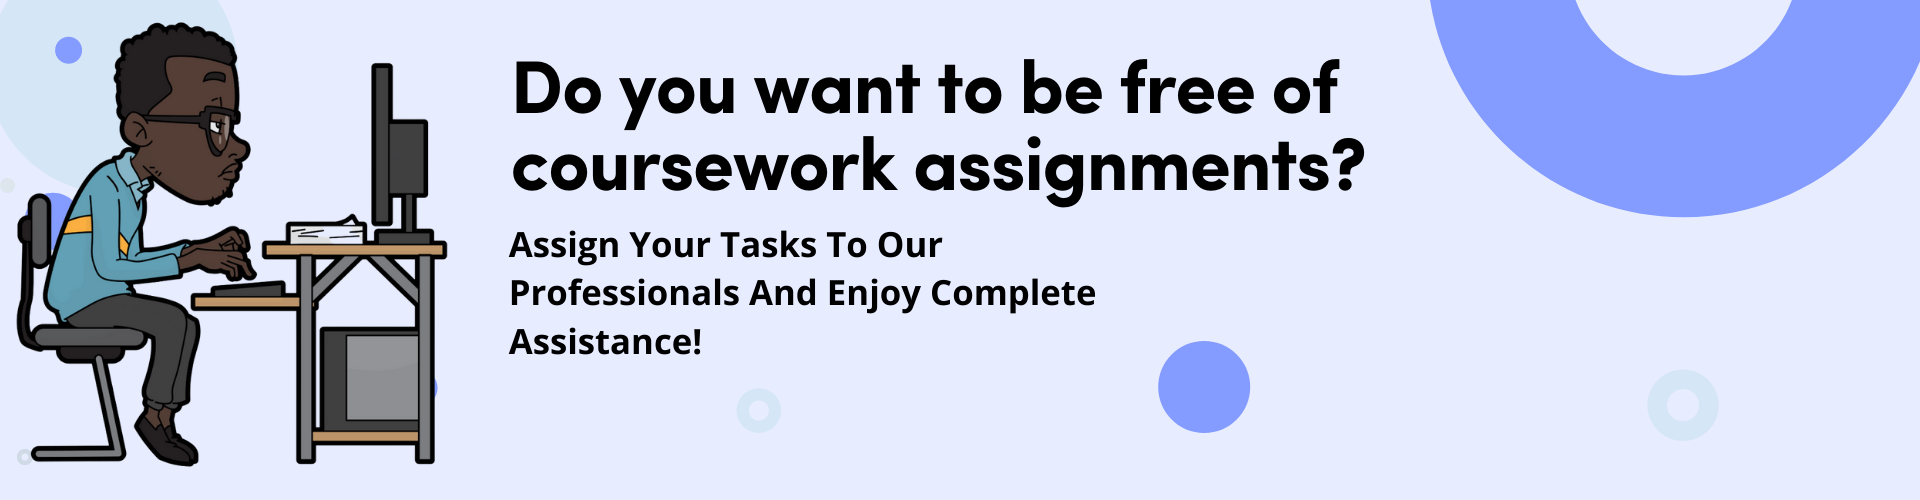 Do you want to be free of
coursework assignments?
Assign Your Tasks To Our
Professionals And Enjoy Complete
Assistance!